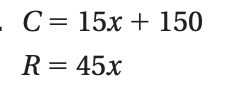 C = 15x + 150
R = 45x